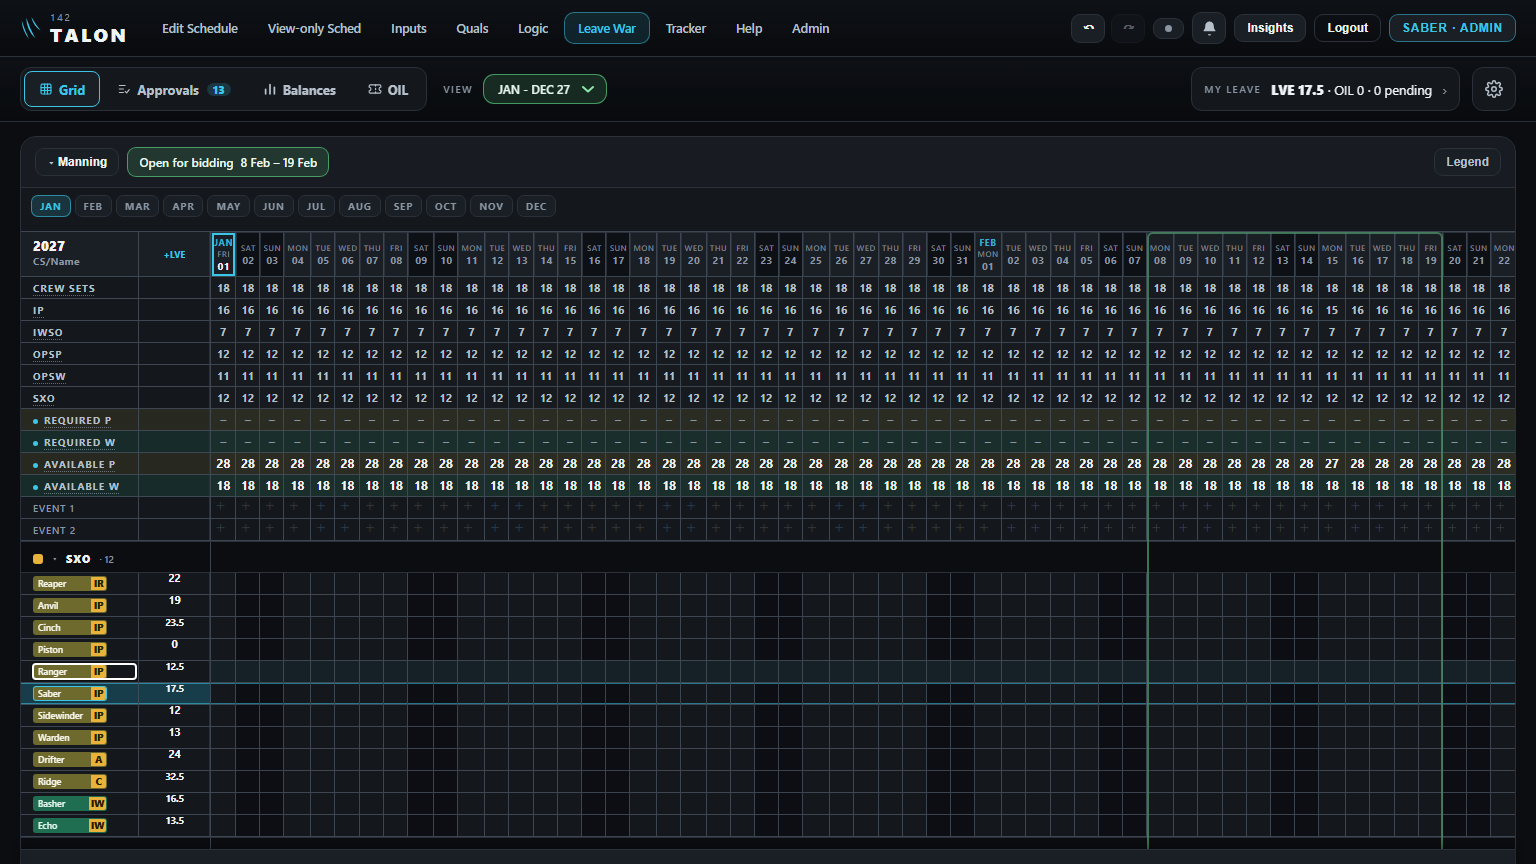 142
TALON
Edit Schedule View-only Sched Inputs Quals Logic Leave War Tracker Help Admin
Insights Logout SABER · ADMIN
Grid Approvals 13 Balances OIL VIEW JAN - DEC 27
MY LEAVE LVE 17.5 · OIL 0 · 0 pending ›
Manning Open for bidding 8 Feb – 19 Feb Legend
JAN FEB MAR APR MAY JUN JUL AUG SEP OCT NOV DEC
2027 CS/Name +LVE
JAN FRI 01 SAT 02 SUN 03 MON 04 TUE 05 WED 06 THU 07 FRI 08 SAT 09 SUN 10 MON 11 TUE 12 WED 13 THU 14 FRI 15 SAT 16 SUN 17 MON 18 TUE 19 WED 20 THU 21 FRI 22 SAT 23 SUN 24 MON 25 TUE 26 WED 27 THU 28 FRI 29 SAT 30 SUN 31 FEB MON 01 TUE 02 WED 03 THU 04 FRI 05 SAT 06 SUN 07 MON 08 TUE 09 WED 10 THU 11 FRI 12 SAT 13 SUN 14 MON 15 TUE 16 WED 17 THU 18 FRI 19 SAT 20 SUN 21 MON 22
CREW SETS 18 18 18 18 18 18 18 18 18 18 18 18 18 18 18 18 18 18 18 18 18 18 18 18 18 18 18 18 18 18 18 18 18 18 18 18 18 18 18 18 18 18 18 18 18 18 18 18 18 18 18 18 18
IP 16 16 16 16 16 16 16 16 16 16 16 16 16 16 16 16 16 16 16 16 16 16 16 16 16 16 16 16 16 16 16 16 16 16 16 16 16 16 16 16 16 16 16 16 16 15 16 16 16 16 16 16 16
IWSO 7 7 7 7 7 7 7 7 7 7 7 7 7 7 7 7 7 7 7 7 7 7 7 7 7 7 7 7 7 7 7 7 7 7 7 7 7 7 7 7 7 7 7 7 7 7 7 7 7 7 7 7 7
OPSP 12 12 12 12 12 12 12 12 12 12 12 12 12 12 12 12 12 12 12 12 12 12 12 12 12 12 12 12 12 12 12 12 12 12 12 12 12 12 12 12 12 12 12 12 12 12 12 12 12 12 12 12 12
OPSW 11 11 11 11 11 11 11 11 11 11 11 11 11 11 11 11 11 11 11 11 11 11 11 11 11 11 11 11 11 11 11 11 11 11 11 11 11 11 11 11 11 11 11 11 11 11 11 11 11 11 11 11 11
SXO 12 12 12 12 12 12 12 12 12 12 12 12 12 12 12 12 12 12 12 12 12 12 12 12 12 12 12 12 12 12 12 12 12 12 12 12 12 12 12 12 12 12 12 12 12 12 12 12 12 12 12 12 12
REQUIRED P – – – – – – – – – – – – – – – – – – – – – – – – – – – – – – – – – – – – – – – – – – – – – – – – – – – – –
REQUIRED W – – – – – – – – – – – – – – – – – – – – – – – – – – – – – – – – – – – – – – – – – – – – – – – – – – – – –
AVAILABLE P 28 28 28 28 28 28 28 28 28 28 28 28 28 28 28 28 28 28 28 28 28 28 28 28 28 28 28 28 28 28 28 28 28 28 28 28 28 28 28 28 28 28 28 28 28 27 28 28 28 28 28 28 28
AVAILABLE W 18 18 18 18 18 18 18 18 18 18 18 18 18 18 18 18 18 18 18 18 18 18 18 18 18 18 18 18 18 18 18 18 18 18 18 18 18 18 18 18 18 18 18 18 18 18 18 18 18 18 18 18 18
EVENT 1 + + + + + + + + + + + + + + + + + + + + + + + + + + + + + + + + + + + + + + + + + + + + + + + + + + + + +
EVENT 2 + + + + + + + + + + + + + + + + + + + + + + + + + + + + + + + + + + + + + + + + + + + + + + + + + + + + +
SXO · 12
Reaper IR 22
Anvil IP 19
Cinch IP 23.5
Piston IP 0
Ranger IP 12.5
Saber IP 17.5
Sidewinder IP 12
Warden IP 13
Drifter A 24
Ridge C 32.5
Basher IW 16.5
Echo IW 13.5